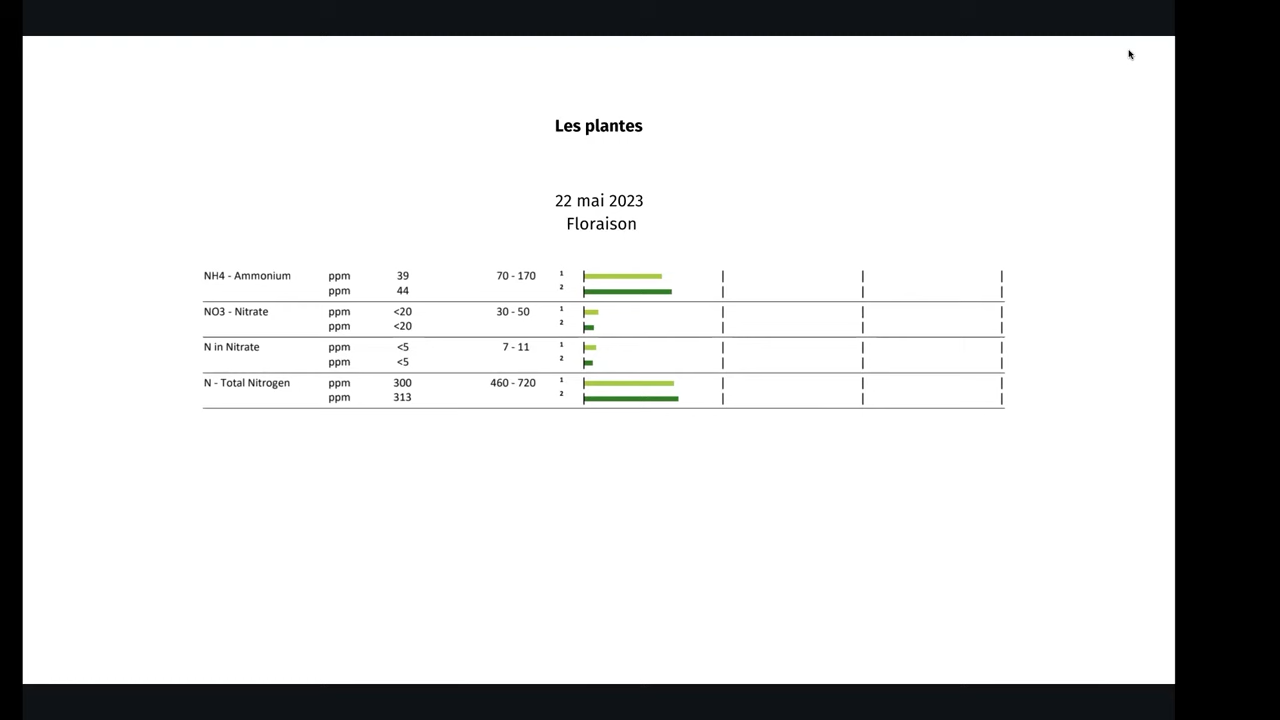 Les plantes
22 mai 2023
Floraison
NH4 - Ammonium ppm 39 70 - 170 1
ppm 44 2
NO3 - Nitrate ppm <20 30 - 50 1
ppm <20 2
N in Nitrate ppm <5 7 - 11 1
ppm <5 2
N - Total Nitrogen ppm 300 460 - 720 1
ppm 313 2